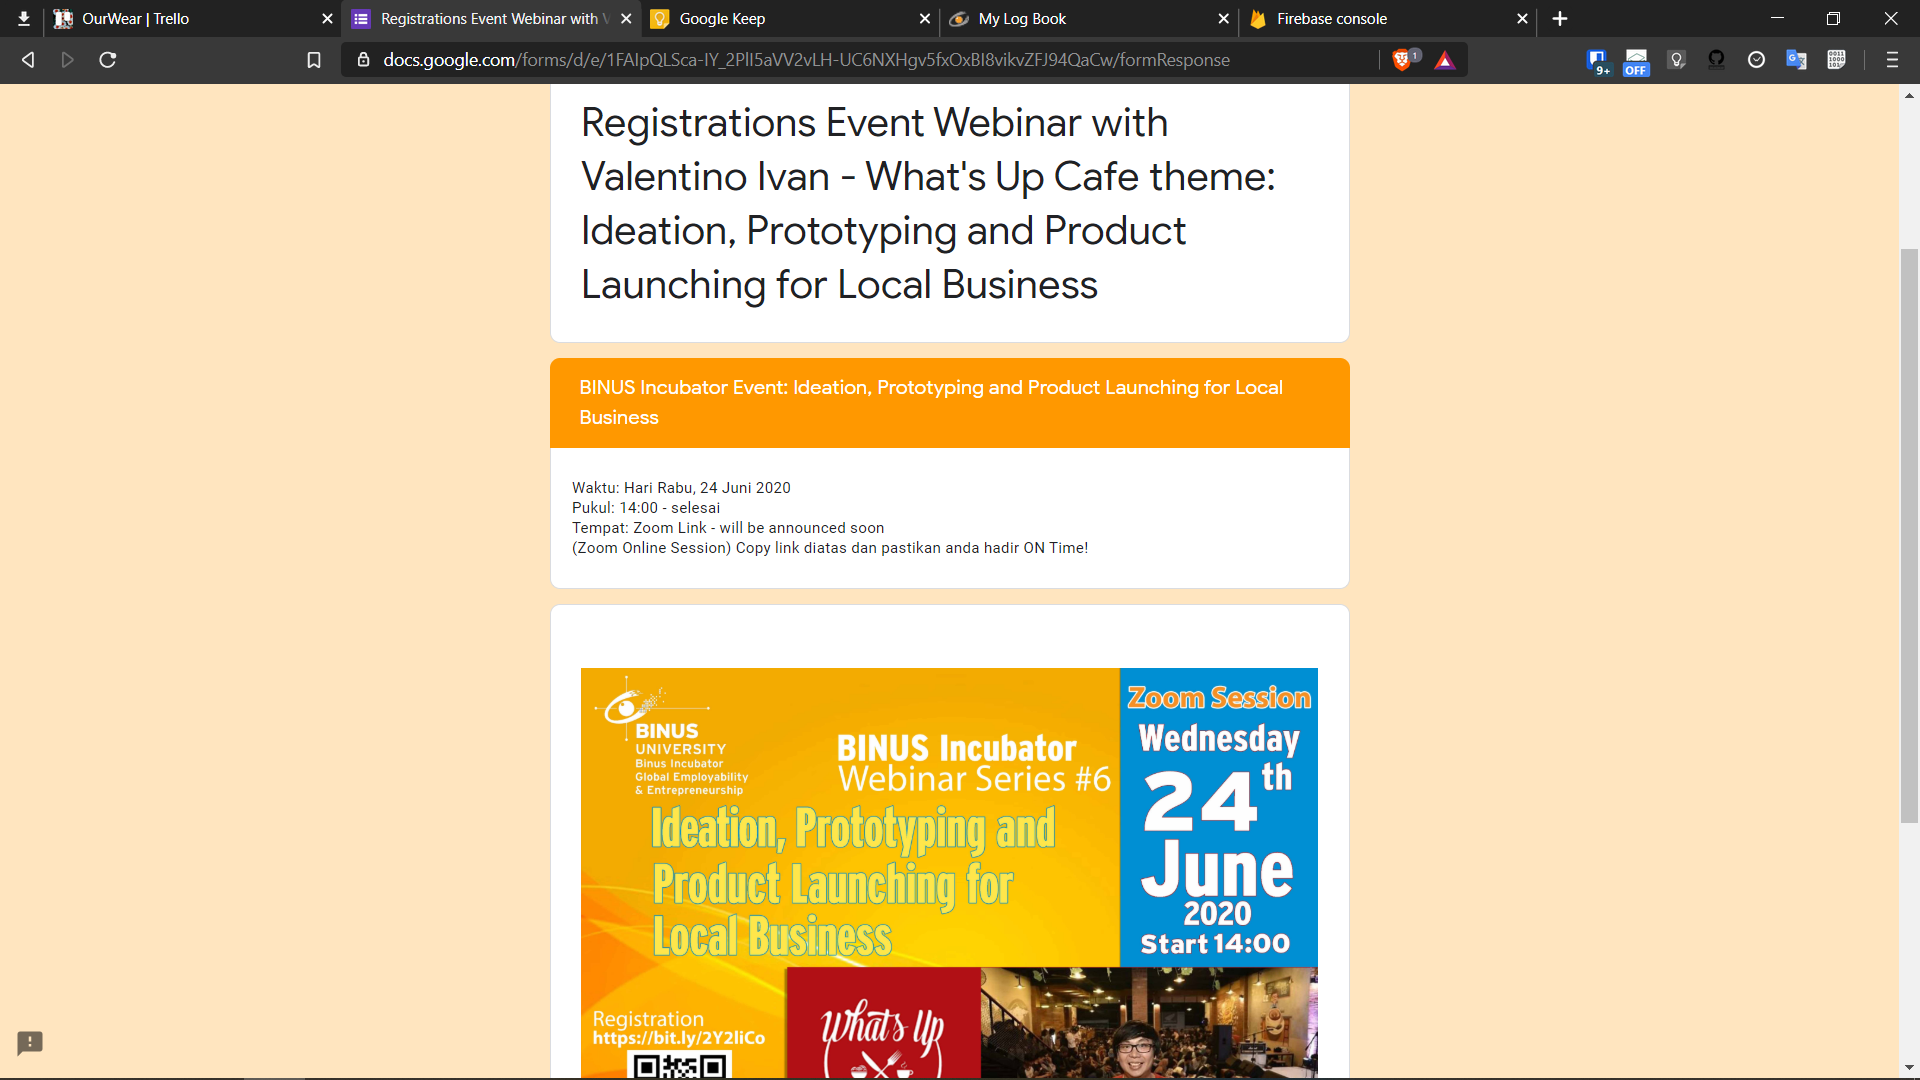 OurWear | Trello
Registrations Event Webinar with
Google Keep
My Log Book
Firebase console
docs.google.com/forms/d/e/1FAIpQLSca-IY_2PlI5aVV2vLH-UC6NXHgv5fxOxBI8vikvZFJ94QaCw/formResponse
1
9+
OFF
Registrations Event Webinar with
Valentino Ivan - What's Up Cafe theme:
Ideation, Prototyping and Product
Launching for Local Business
BINUS Incubator Event: Ideation, Prototyping and Product Launching for Local
Business
Waktu: Hari Rabu, 24 Juni 2020
Pukul: 14:00 - selesai
Tempat: Zoom Link - will be announced soon
(Zoom Online Session) Copy link diatas dan pastikan anda hadir ON Time!
BINUS
UNIVERSITY
Binus Incubator
Global Employability
& Entrepreneurship
BINUS Incubator
Webinar Series #6
Ideation, Prototyping and
Product Launching for
Local Business
Zoom Session
Wednesday
24th
June
2020
Start 14:00
Registration
https://bit.ly/2Y2liCo
What's Up